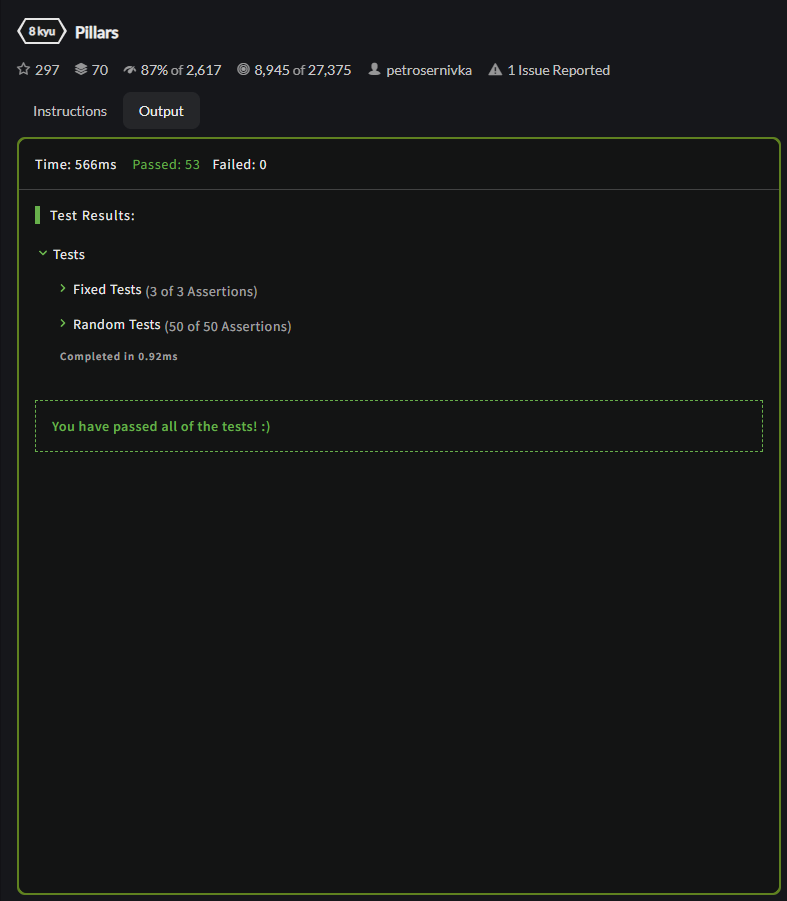 8 kyu Pillars
297 70 87% of 2,617 8,945 of 27,375 petrosernivka 1 Issue Reported
Instructions Output
Time: 566ms Passed: 53 Failed: 0
Test Results:
Tests
Fixed Tests (3 of 3 Assertions)
Random Tests (50 of 50 Assertions)
Completed in 0.92ms
You have passed all of the tests! :)